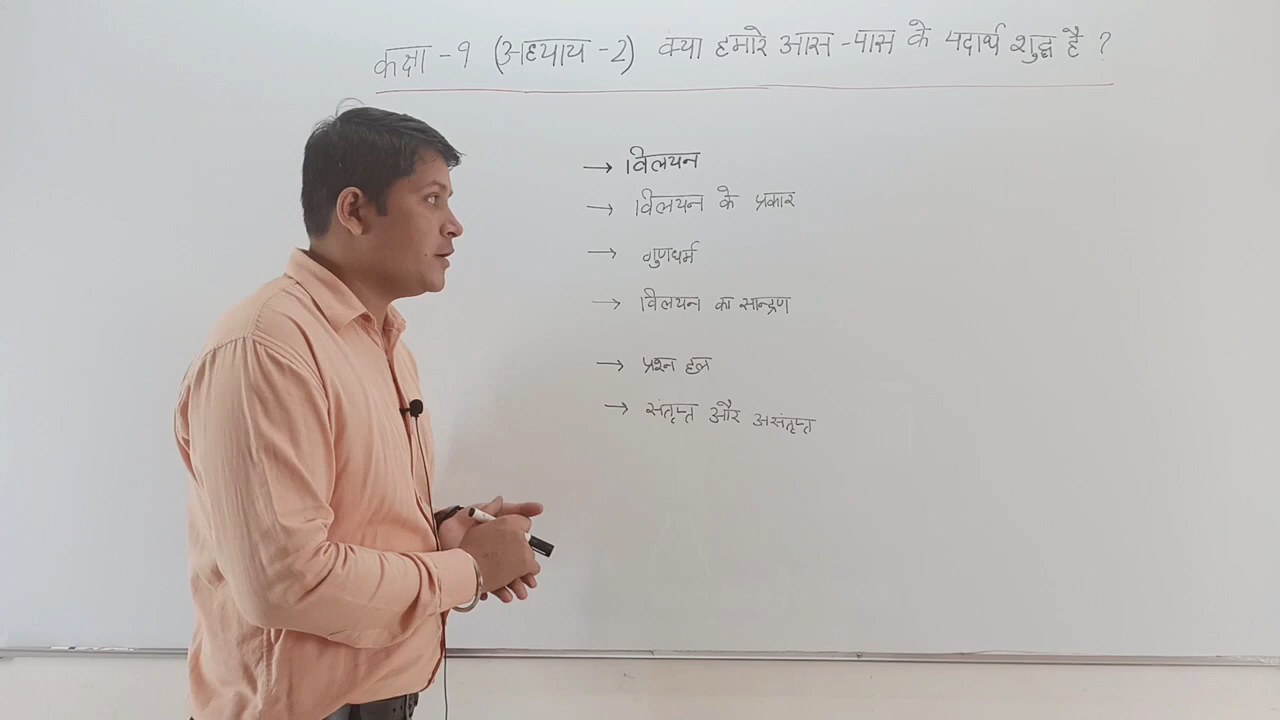 कक्षा - 9 (अध्याय - 2) क्या हमारे आस - पास के पदार्थ शुद्ध है ?
→ विलयन
→ विलयन के प्रकार
→ गुणधर्म
→ विलयन का सान्द्रण
→ प्रश्न हल
→ संतृप्त और असंतृप्त